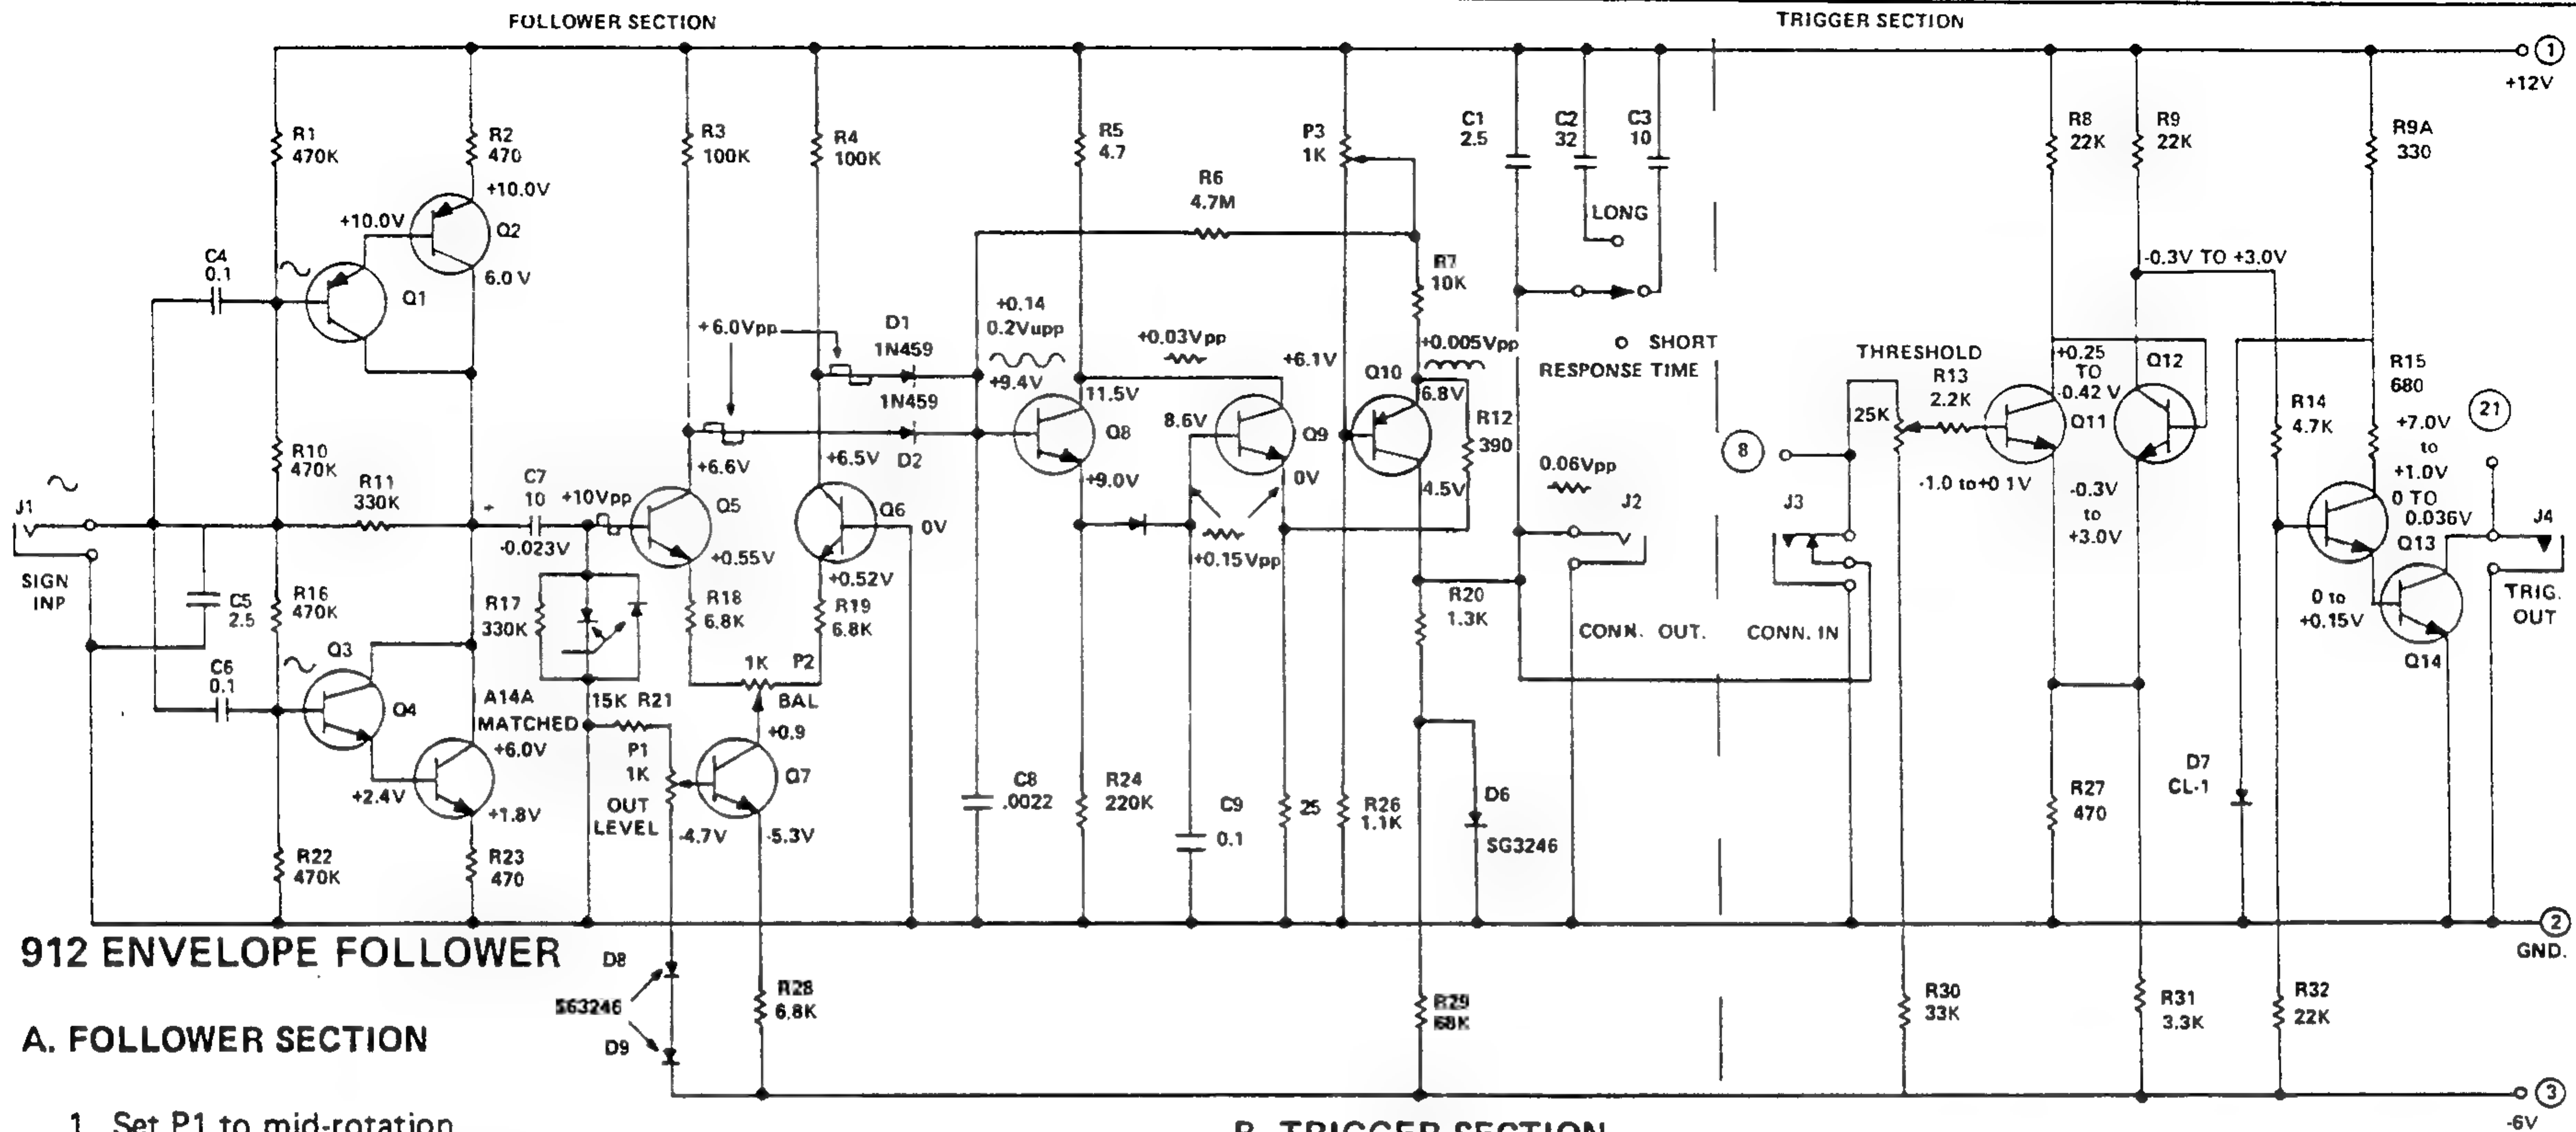 FOLLOWER SECTION
TRIGGER SECTION
1
+12V
R1
470K
R2
470
R3
100K
R4
100K
R5
4.7
P3
1K
C1
2.5
C2
32
C3
10
R8
22K
R9
22K
R9A
330
+10.0V
+10.0V
Q2
6.0 V
C4
0.1
Q1
R6
4.7M
LONG
R7
10K
-0.3V TO +3.0V
+6.0Vpp
D1
1N459
1N459
D2
+0.14
0.2Vupp
+9.4V
+0.03Vpp
+6.1V
+0.005Vpp
SHORT
RESPONSE TIME
THRESHOLD
R13
2.2K
25K
+0.25
TO
-0.42 V
Q12
Q11
R15
680
R14
4.7K
21
+7.0V
to
+1.0V
0 TO
0.036V
11.5V
Q8
8.6V
Q9
Q10
6.8V
R12
390
8
R10
470K
R11
330K
C7
10
+
+10Vpp
-0.023V
+6.6V
Q5
+6.5V
Q6
0V
+9.0V
0V
4.5V
0.06Vpp
J2
J3
-1.0 to+0 1V
-0.3V
to
+3.0V
Q13
J4
J1
SIGN
INP
+0.55V
+0.52V
+0.15Vpp
C5
2.5
R16
470K
R17
330K
R18
6.8K
R19
6.8K
R20
1.3K
CONN. OUT.
CONN. IN
0 to
+0.15V
TRIG.
OUT
Q14
C6
0.1
Q3
Q4
A14A
MATCHED
+6.0V
1K
P2
BAL
15K R21
P1
1K
OUT
LEVEL
+0.9
Q7
+2.4V
+1.8V
-4.7V
-5.3V
C8
.0022
R24
220K
C9
0.1
25
R26
1.1K
D6
SG3246
R27
470
D7
CL-1
R22
470K
R23
470
2
GND.
912 ENVELOPE FOLLOWER
D8
S63246
D9
R28
6.8K
R29
68K
R30
33K
R31
3.3K
R32
22K
A. FOLLOWER SECTION
3
-6V
1 Set P1 to mid-rotation
B. TRIGGER SECTION